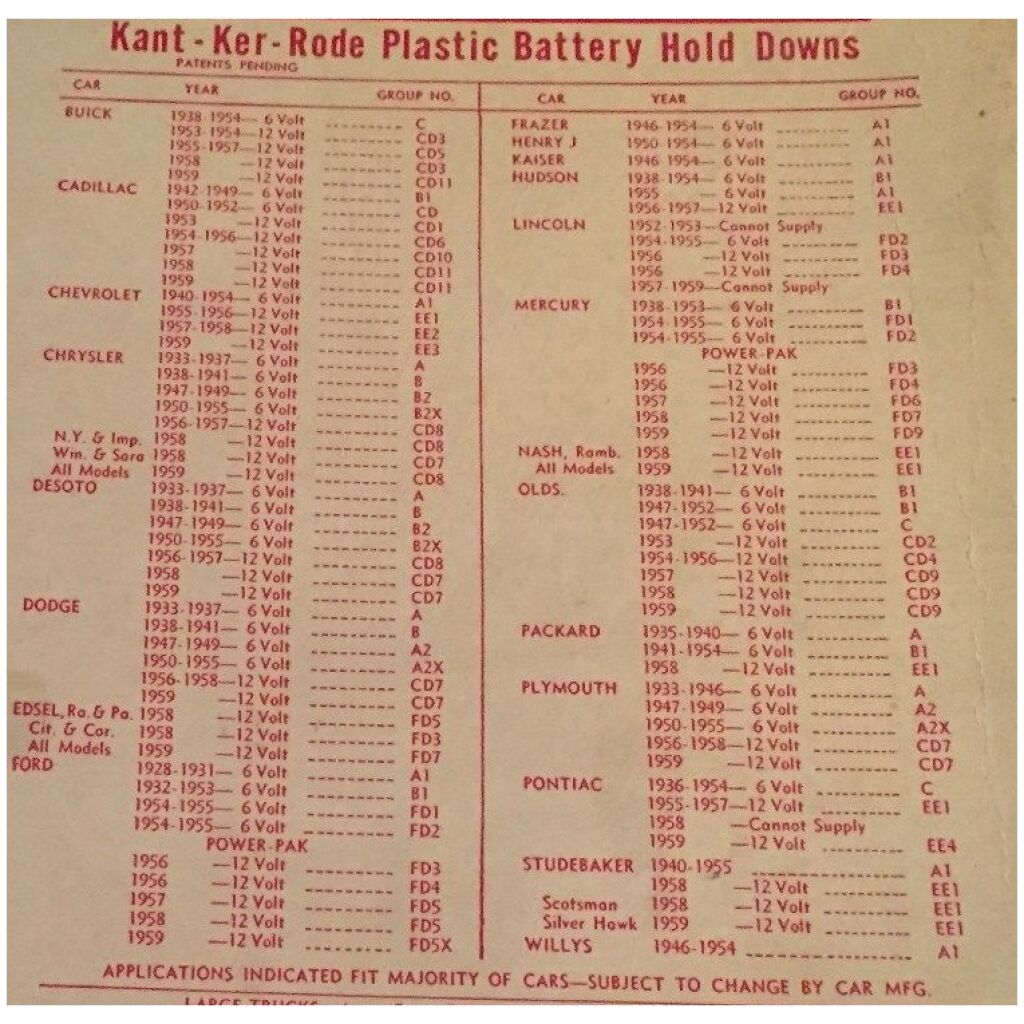 Kant-Ker-Rode Plastic Battery Hold Downs
PATENTS PENDING
CAR YEAR GROUP NO.
BUICK 1938-1954— 6 Volt -------- C
1953-1954—12 Volt -------- CD3
1955-1957—12 Volt -------- CD5
1958 —12 Volt -------- CD3
1959 —12 Volt -------- CD11
CADILLAC 1942-1949— 6 Volt -------- B1
1950-1952— 6 Volt -------- CD
1953 —12 Volt -------- CD1
1954-1956—12 Volt -------- CD6
1957 —12 Volt -------- CD10
1958 —12 Volt -------- CD11
1959 —12 Volt -------- CD11
CHEVROLET 1940-1954— 6 Volt -------- A1
1955-1956—12 Volt -------- EE1
1957-1958—12 Volt -------- EE2
1959 —12 Volt -------- EE3
CHRYSLER 1933-1937— 6 Volt -------- A
1938-1941— 6 Volt -------- B
1947-1949— 6 Volt -------- B2
1950-1955— 6 Volt -------- B2X
1956-1957—12 Volt -------- CD8
N.Y. & Imp. 1958 —12 Volt -------- CD8
Wm. & Sara 1958 —12 Volt -------- CD7
All Models 1959 —12 Volt -------- CD8
DESOTO 1933-1937— 6 Volt -------- A
1938-1941— 6 Volt -------- B
1947-1949— 6 Volt -------- B2
1950-1955— 6 Volt -------- B2X
1956-1957—12 Volt -------- CD8
1958 —12 Volt -------- CD7
1959 —12 Volt -------- CD7
DODGE 1933-1937— 6 Volt -------- A
1938-1941— 6 Volt -------- B
1947-1949— 6 Volt -------- A2
1950-1955— 6 Volt -------- A2X
1956-1958—12 Volt -------- CD7
1959 —12 Volt -------- CD7
EDSEL, Ra. & Pa. 1958 —12 Volt -------- FD5
Cit. & Cor. 1958 —12 Volt -------- FD3
All Models 1959 —12 Volt -------- FD7
FORD 1928-1931— 6 Volt -------- A1
1932-1953— 6 Volt -------- B1
1954-1955— 6 Volt -------- FD1
1954-1955— 6 Volt -------- FD2
POWER-PAK
1956 —12 Volt -------- FD3
1956 —12 Volt -------- FD4
1957 —12 Volt -------- FD5
1958 —12 Volt -------- FD5
1959 —12 Volt -------- FD5X
CAR YEAR GROUP NO.
FRAZER 1946-1954— 6 Volt -------- A1
HENRY J 1950-1954— 6 Volt -------- A1
KAISER 1946 1954— 6 Volt -------- A1
HUDSON 1938-1954— 6 Volt -------- B1
1955 — 6 Volt -------- A1
1956-1957—12 Volt -------- EE1
LINCOLN 1952-1953—Cannot Supply
1954-1955— 6 Volt -------- FD2
1956 —12 Volt -------- FD3
1956 —12 Volt -------- FD4
1957-1959—Cannot Supply
MERCURY 1938-1953— 6 Volt -------- B1
1954-1955— 6 Volt -------- FD1
1954-1955— 6 Volt -------- FD2
POWER-PAK
1956 —12 Volt -------- FD3
1956 —12 Volt -------- FD4
1957 —12 Volt -------- FD6
1958 —12 Volt -------- FD7
1959 —12 Volt -------- FD9
NASH, Ramb. 1958 —12 Volt -------- EE1
All Models 1959 —12 Volt -------- EE1
OLDS. 1938-1941— 6 Volt -------- B1
1947-1952— 6 Volt -------- B1
1947-1952— 6 Volt -------- C
1953 —12 Volt -------- CD2
1954-1956—12 Volt -------- CD4
1957 —12 Volt -------- CD9
1958 —12 Volt -------- CD9
1959 —12 Volt -------- CD9
PACKARD 1935-1940— 6 Volt -------- A
1941-1954— 6 Volt -------- B1
1958 —12 Volt -------- EE1
PLYMOUTH 1933-1946— 6 Volt -------- A
1947-1949— 6 Volt -------- A2
1950-1955— 6 Volt -------- A2X
1956-1958—12 Volt -------- CD7
1959 —12 Volt -------- CD7
PONTIAC 1936-1954— 6 Volt -------- C
1955-1957—12 Volt -------- EE1
1958 —Cannot Supply
1959 —12 Volt -------- EE4
STUDEBAKER 1940-1955 -------- A1
1958 —12 Volt -------- EE1
Scotsman 1958 —12 Volt -------- EE1
Silver Hawk 1959 —12 Volt -------- EE1
WILLYS 1946-1954 -------- A1
APPLICATIONS INDICATED FIT MAJORITY OF CARS—SUBJECT TO CHANGE BY CAR MFG.
LARGE TRUCKS